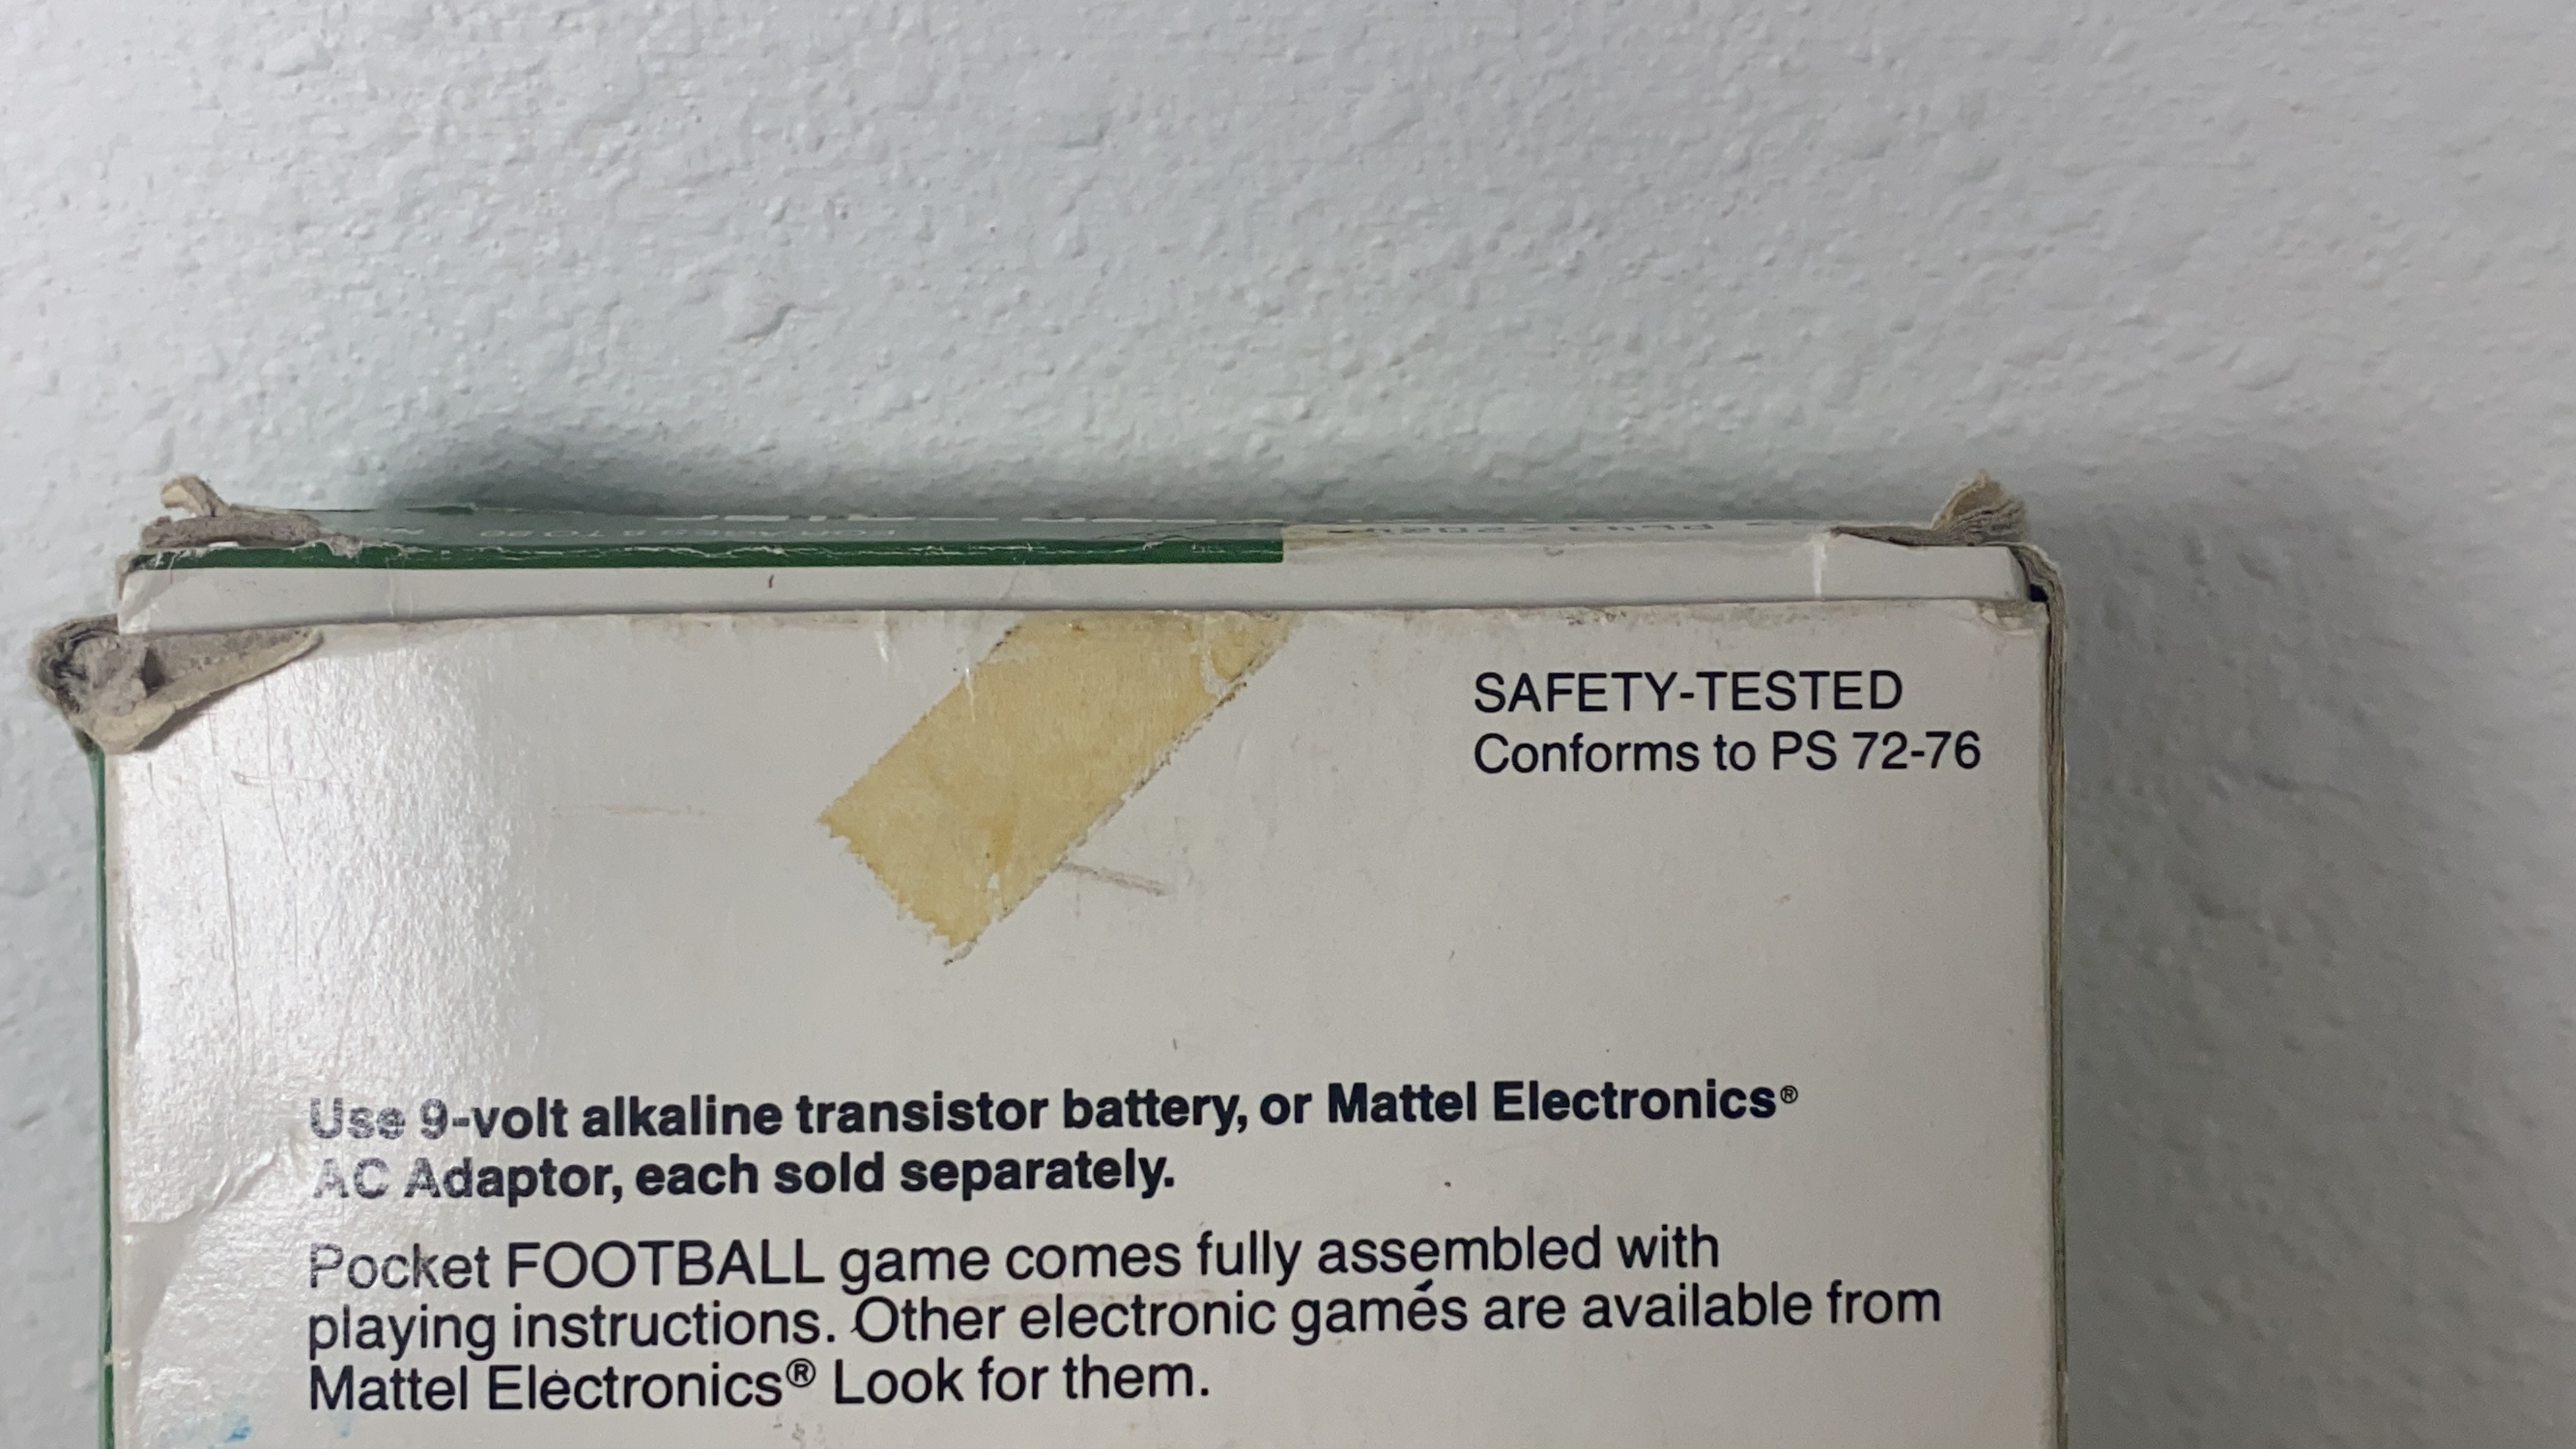 SAFETY-TESTED
Conforms to PS 72-76
Use 9-volt alkaline transistor battery, or Mattel Electronics®
AC Adaptor, each sold separately.
Pocket FOOTBALL game comes fully assembled with
playing instructions. Other electronic games are available from
Mattel Electronics® Look for them.